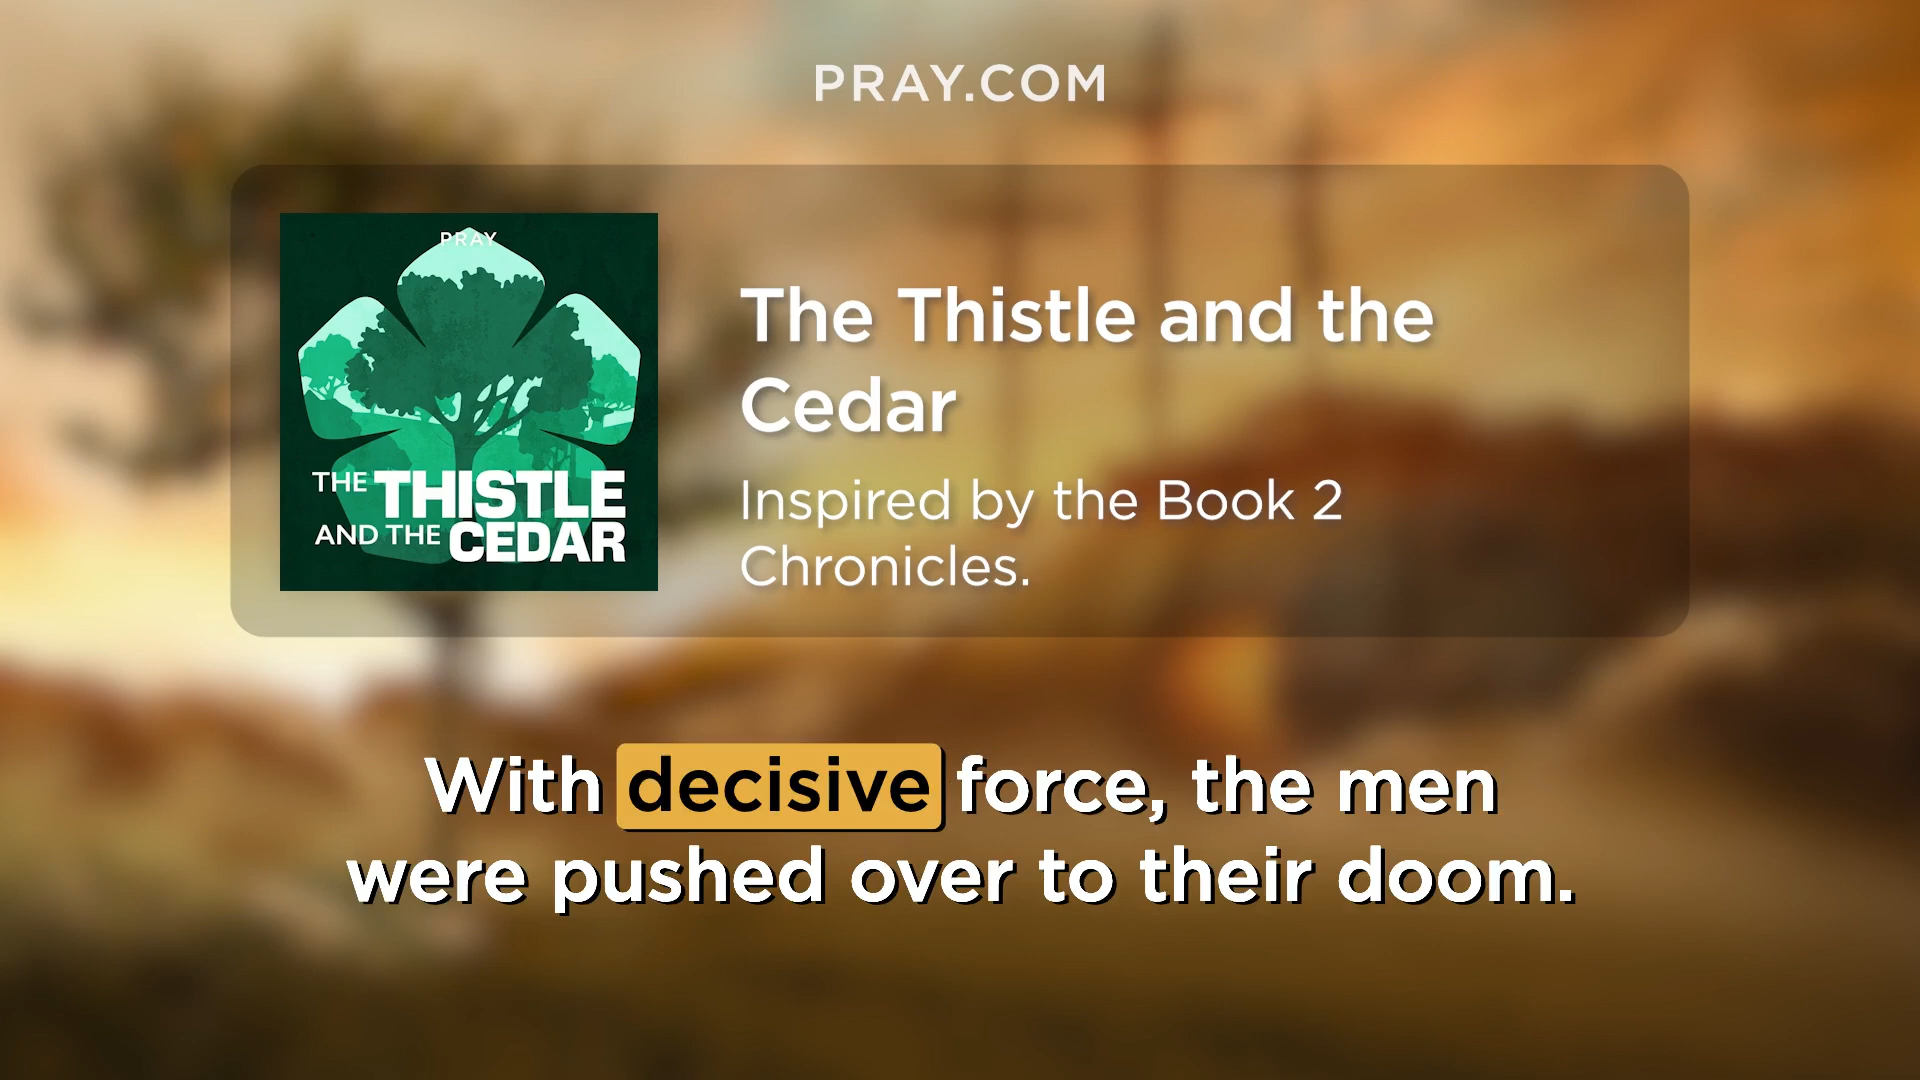 PRAY.COM
PRAY
THE THISTLE
AND THE CEDAR
The Thistle and the
Cedar
Inspired by the Book 2
Chronicles.
With decisive force, the men
were pushed over to their doom.